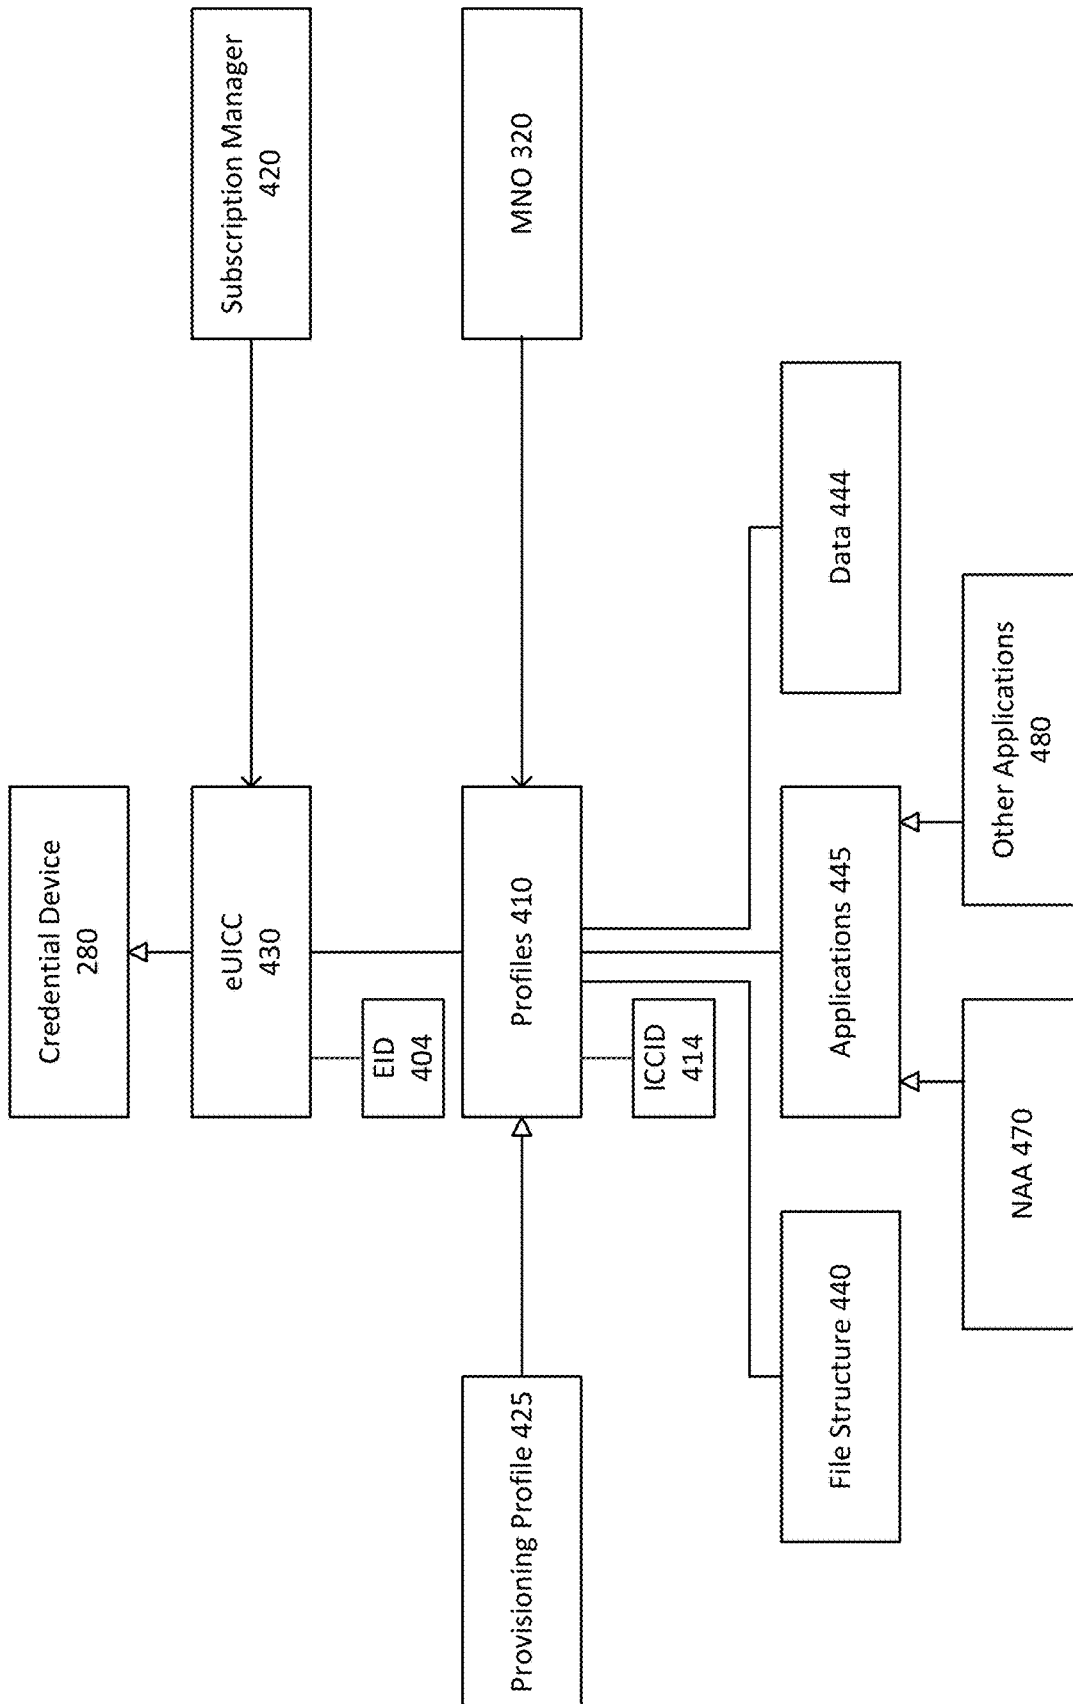 Credential Device
280
Subscription Manager
420
eUICC
430
EID
404
MNO 320
Profiles 410
Provisioning Profile 425
ICCID
414
Data 444
Applications 445
File Structure 440
Other Applications
480
NAA 470